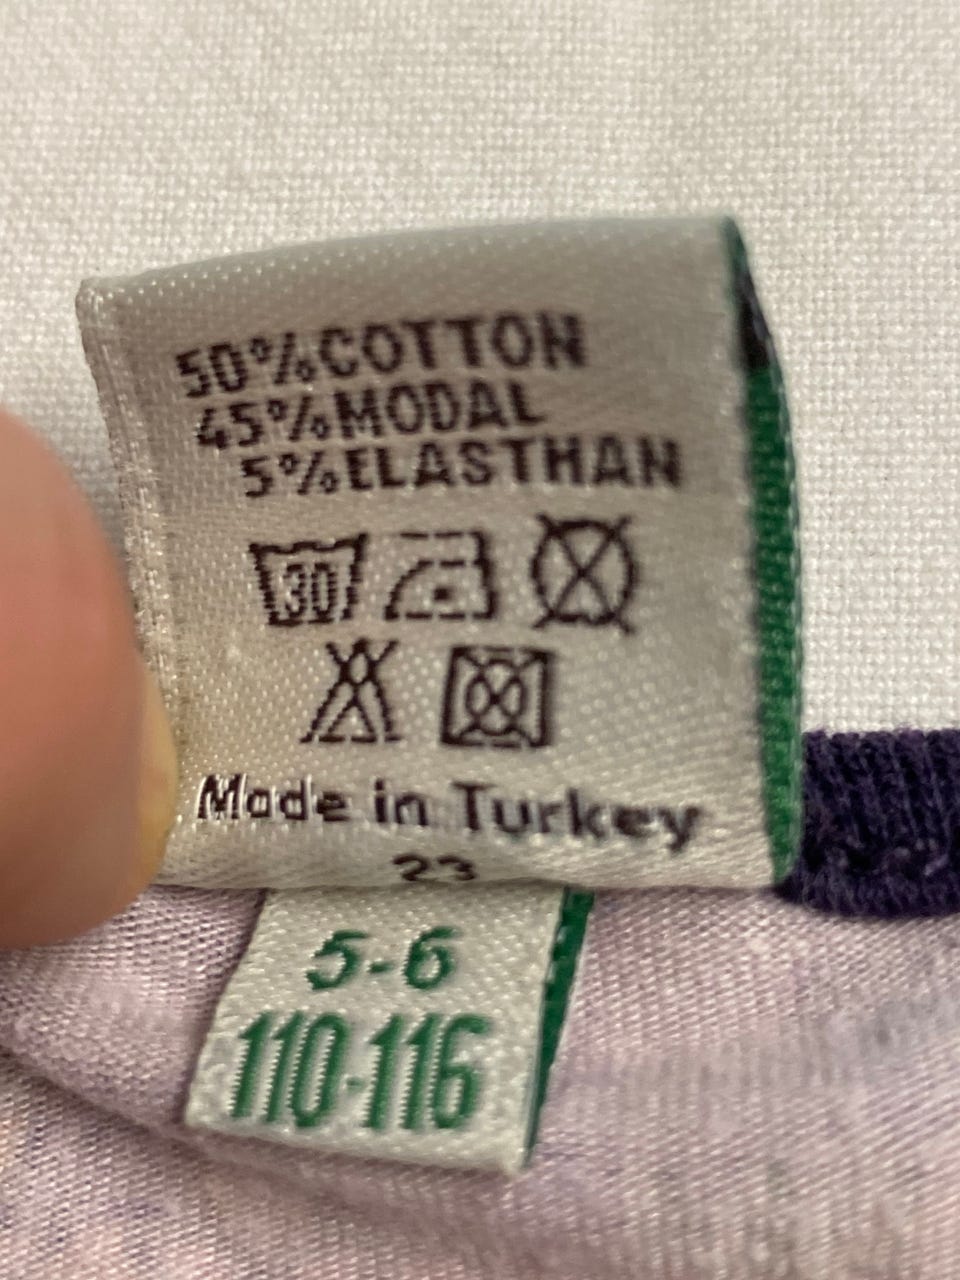 50%COTTON
45%MODAL
5%ELASTHAN
30
Made in Turkey
23
5-6
110-116